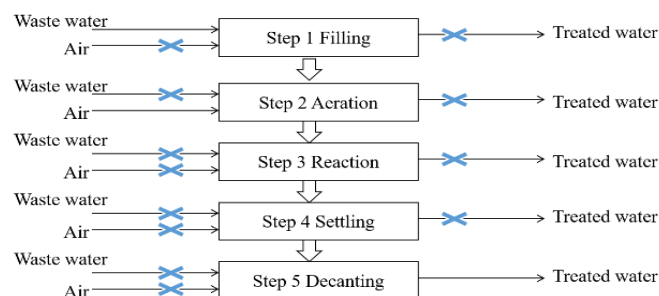 Waste water
Air
Step 1 Filling
Treated water
Waste water
Air
Step 2 Aeration
Treated water
Waste water
Air
Step 3 Reaction
Treated water
Waste water
Air
Step 4 Settling
Treated water
Waste water
Air
Step 5 Decanting
Treated water